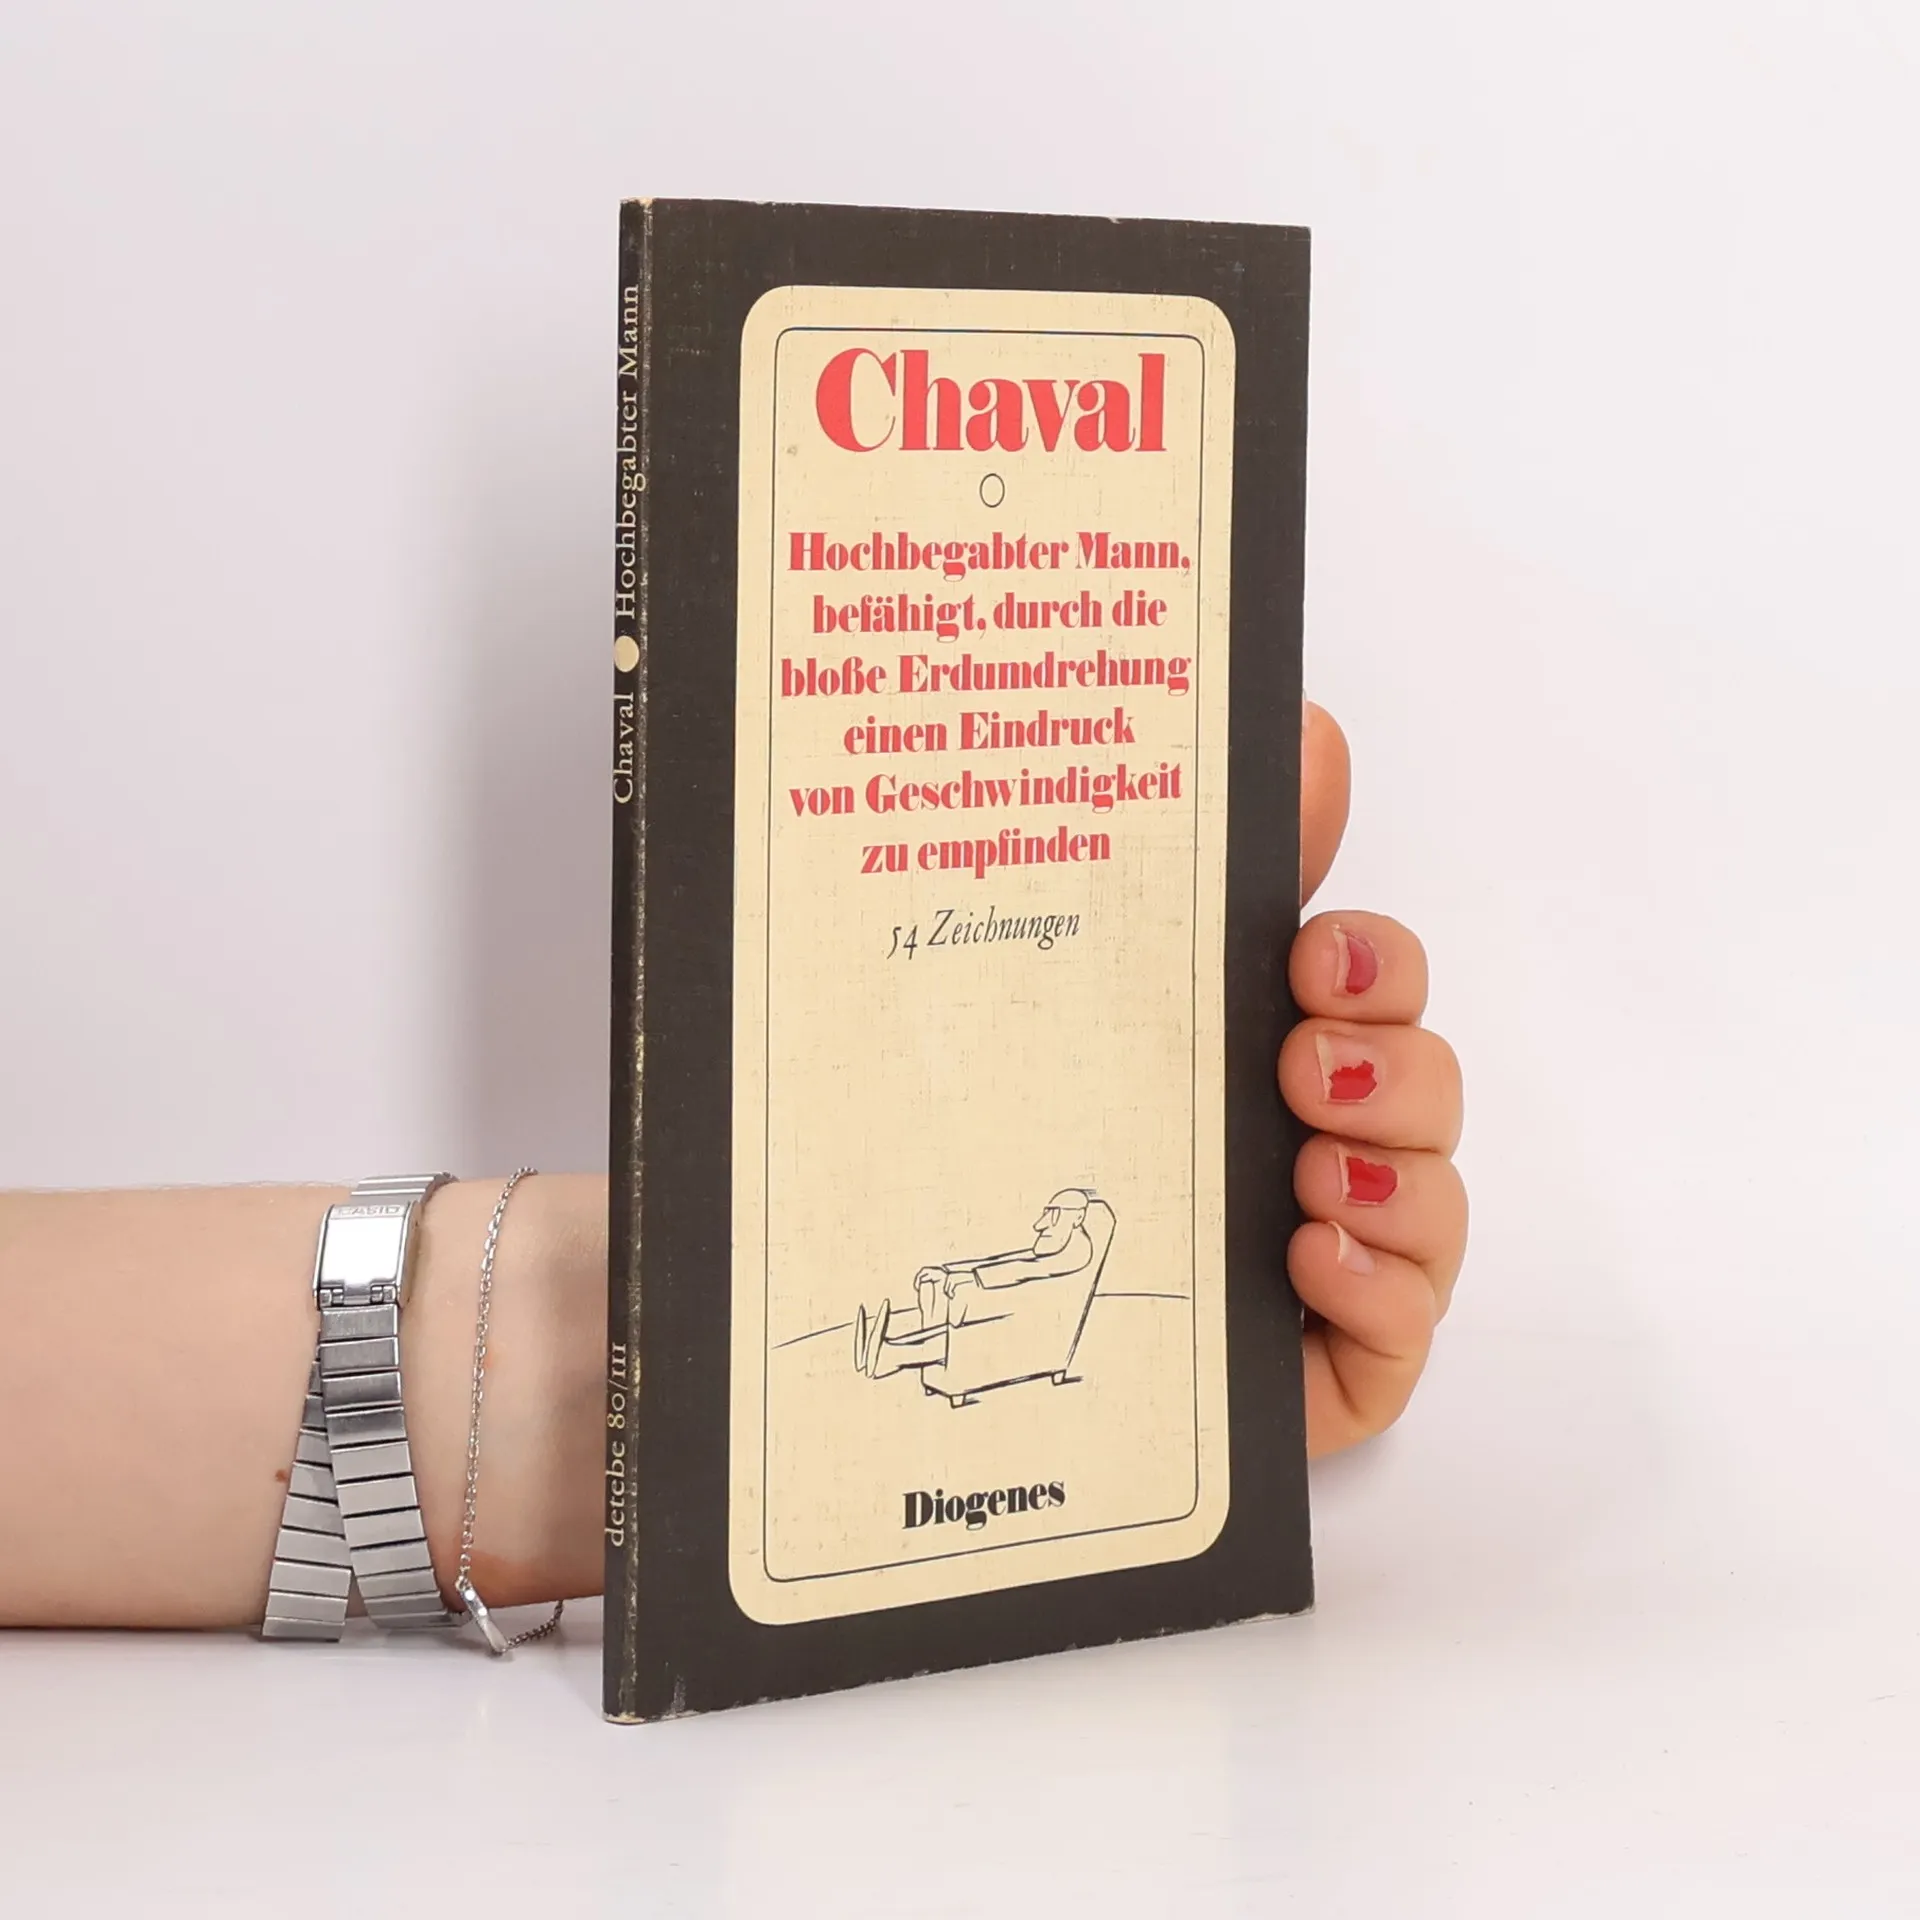 Chaval
Hochbegabter Mann,
befähigt, durch die
bloße Erdumdrehung
einen Eindruck
von Geschwindigkeit
zu empfinden
54 Zeichnungen
Diogenes
Chaval Hochbegabter Mann
detebe 80/III
CASIO